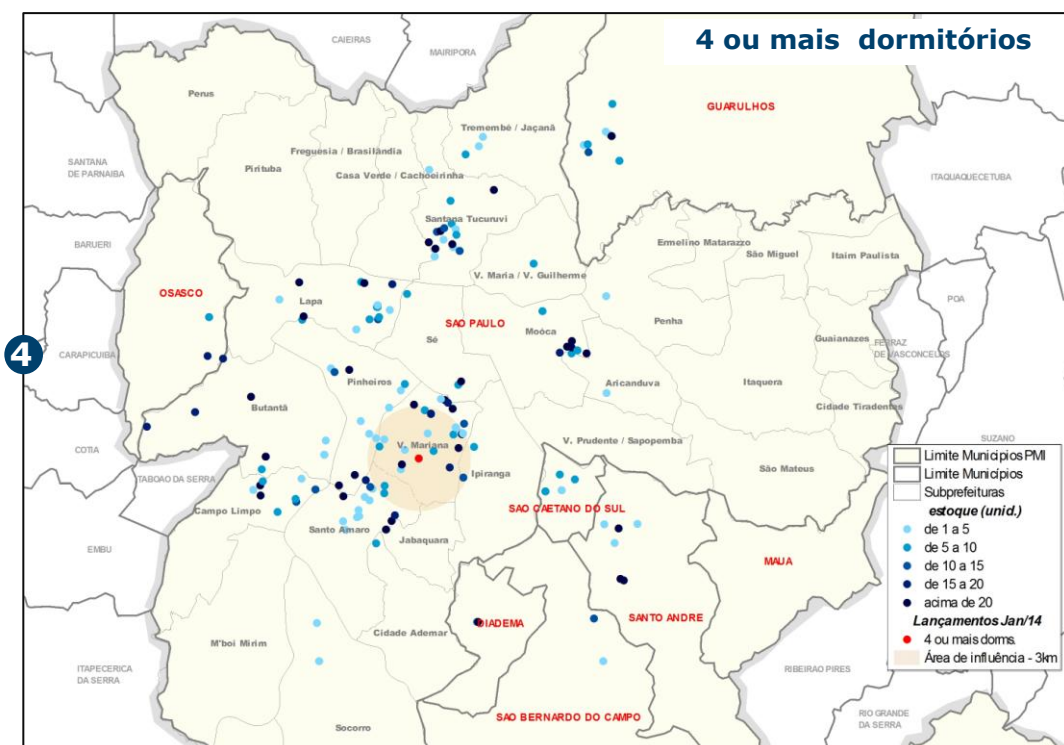 4 ou mais dormitórios
CAIEIRAS
MAIRIPORA
Perus
GUARULHOS
Tremembé / Jaçanã
Freguesia / Brasilândia
SANTANA
DE PARNAIBA
Pirituba
Casa Verde / Cachoeirinha
ITAQUAQUECETUBA
Santana Tucuruvi
BARUERI
Ermelino Matarazzo
São Miguel
Itaim Paulista
V. Maria / V. Guilherme
OSASCO
Lapa
POA
SAO PAULO
Moóca
Penha
Sé
Guaianazes
FERRAZ
DE VASCONCELOS
4
CARAPICUIBA
Pinheiros
Aricanduva
Itaquera
Butantã
Cidade Tiradentes
COTIA
V. Mariana
V. Prudente / Sapopemba
SUZANO
TABOAO DA SERRA
Ipiranga
São Mateus
Campo Limpo
SAO CAETANO DO SUL
Santo Amaro
Jabaquara
EMBU
MAUA
DIADEMA
SANTO ANDRE
Cidade Ademar
M'boi Mirim
ITAPECERICA
DA SERRA
RIBEIRAO PIRES
SAO BERNARDO DO CAMPO
RIO GRANDE
DA SERRA
Socorro
Limite Municipios PMI
Limite Municípios
Subprefeituras
estoque (unid.)
de 1 a 5
de 5 a 10
de 10 a 15
de 15 a 20
acima de 20
Lançamentos Jan/14
4 ou mais dorms.
Área de influência - 3km